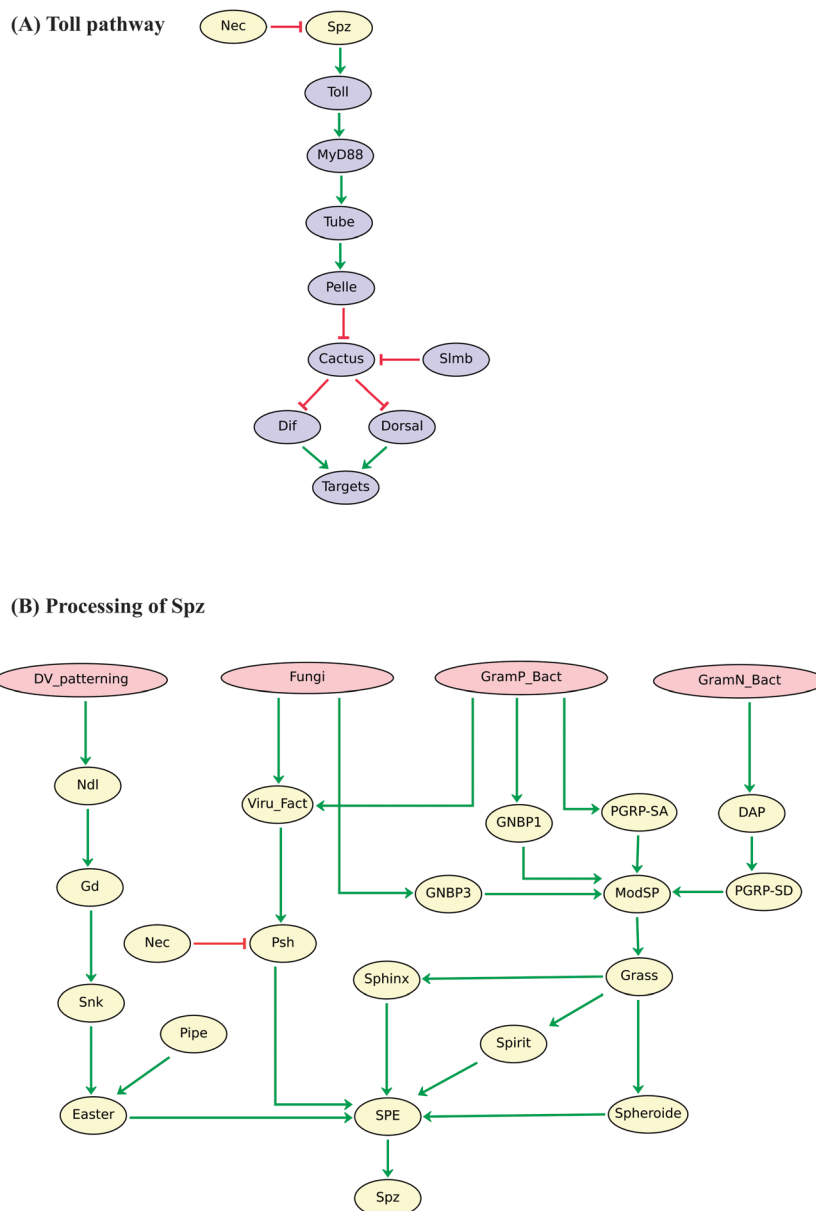 (A) Toll pathway
Nec
Spz
Toll
MyD88
Tube
Pelle
Cactus
Slmb
Dif
Dorsal
Targets
(B) Processing of Spz
DV_patterning
Fungi
GramP_Bact
GramN_Bact
Ndl
Viru_Fact
GNBP1
PGRP-SA
DAP
Gd
GNBP3
ModSP
PGRP-SD
Nec
Psh
Sphinx
Grass
Snk
Pipe
Spirit
Easter
SPE
Spheroide
Spz